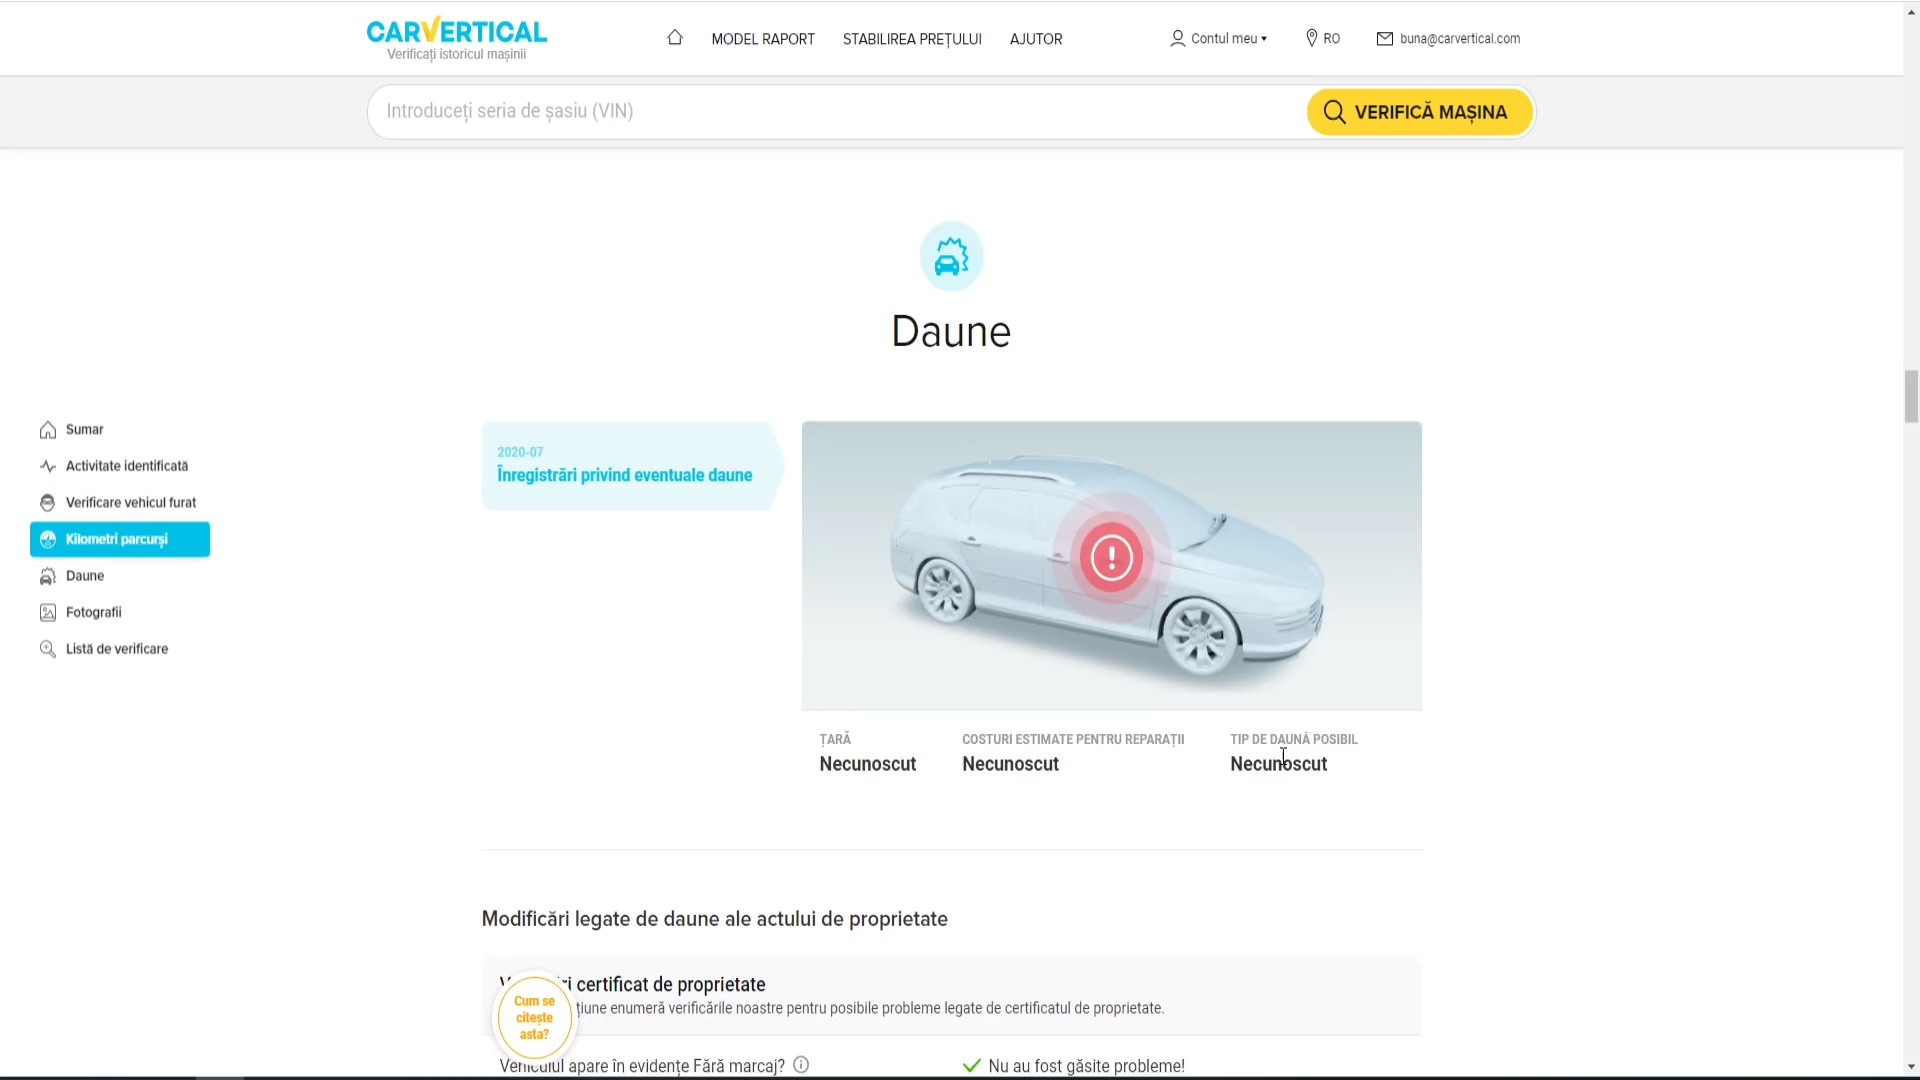 CARVERTICAL
Verificați istoricul mașinii
MODEL RAPORT
STABILIREA PREȚULUI
AJUTOR
Contul meu
RO
buna@carvertical.com
Introduceți seria de șasiu (VIN)
VERIFICĂ MAȘINA
Daune
Sumar
Activitate identificată
Verificare vehicul furat
Kilometri parcurși
Daune
Fotografii
Listă de verificare
2020-07
Înregistrări privind eventuale daune
ȚARĂ
Necunoscut
COSTURI ESTIMATE PENTRU REPARAȚII
Necunoscut
TIP DE DAUNĂ POSIBIL
Necunoscut
Modificări legate de daune ale actului de proprietate
certificat de proprietate
enumeră verificările noastre pentru posibile probleme legate de certificatul de proprietate.
Cum se
citește
asta?
Vehiculul apare în evidențe Fără marcaj?
Nu au fost găsite probleme!